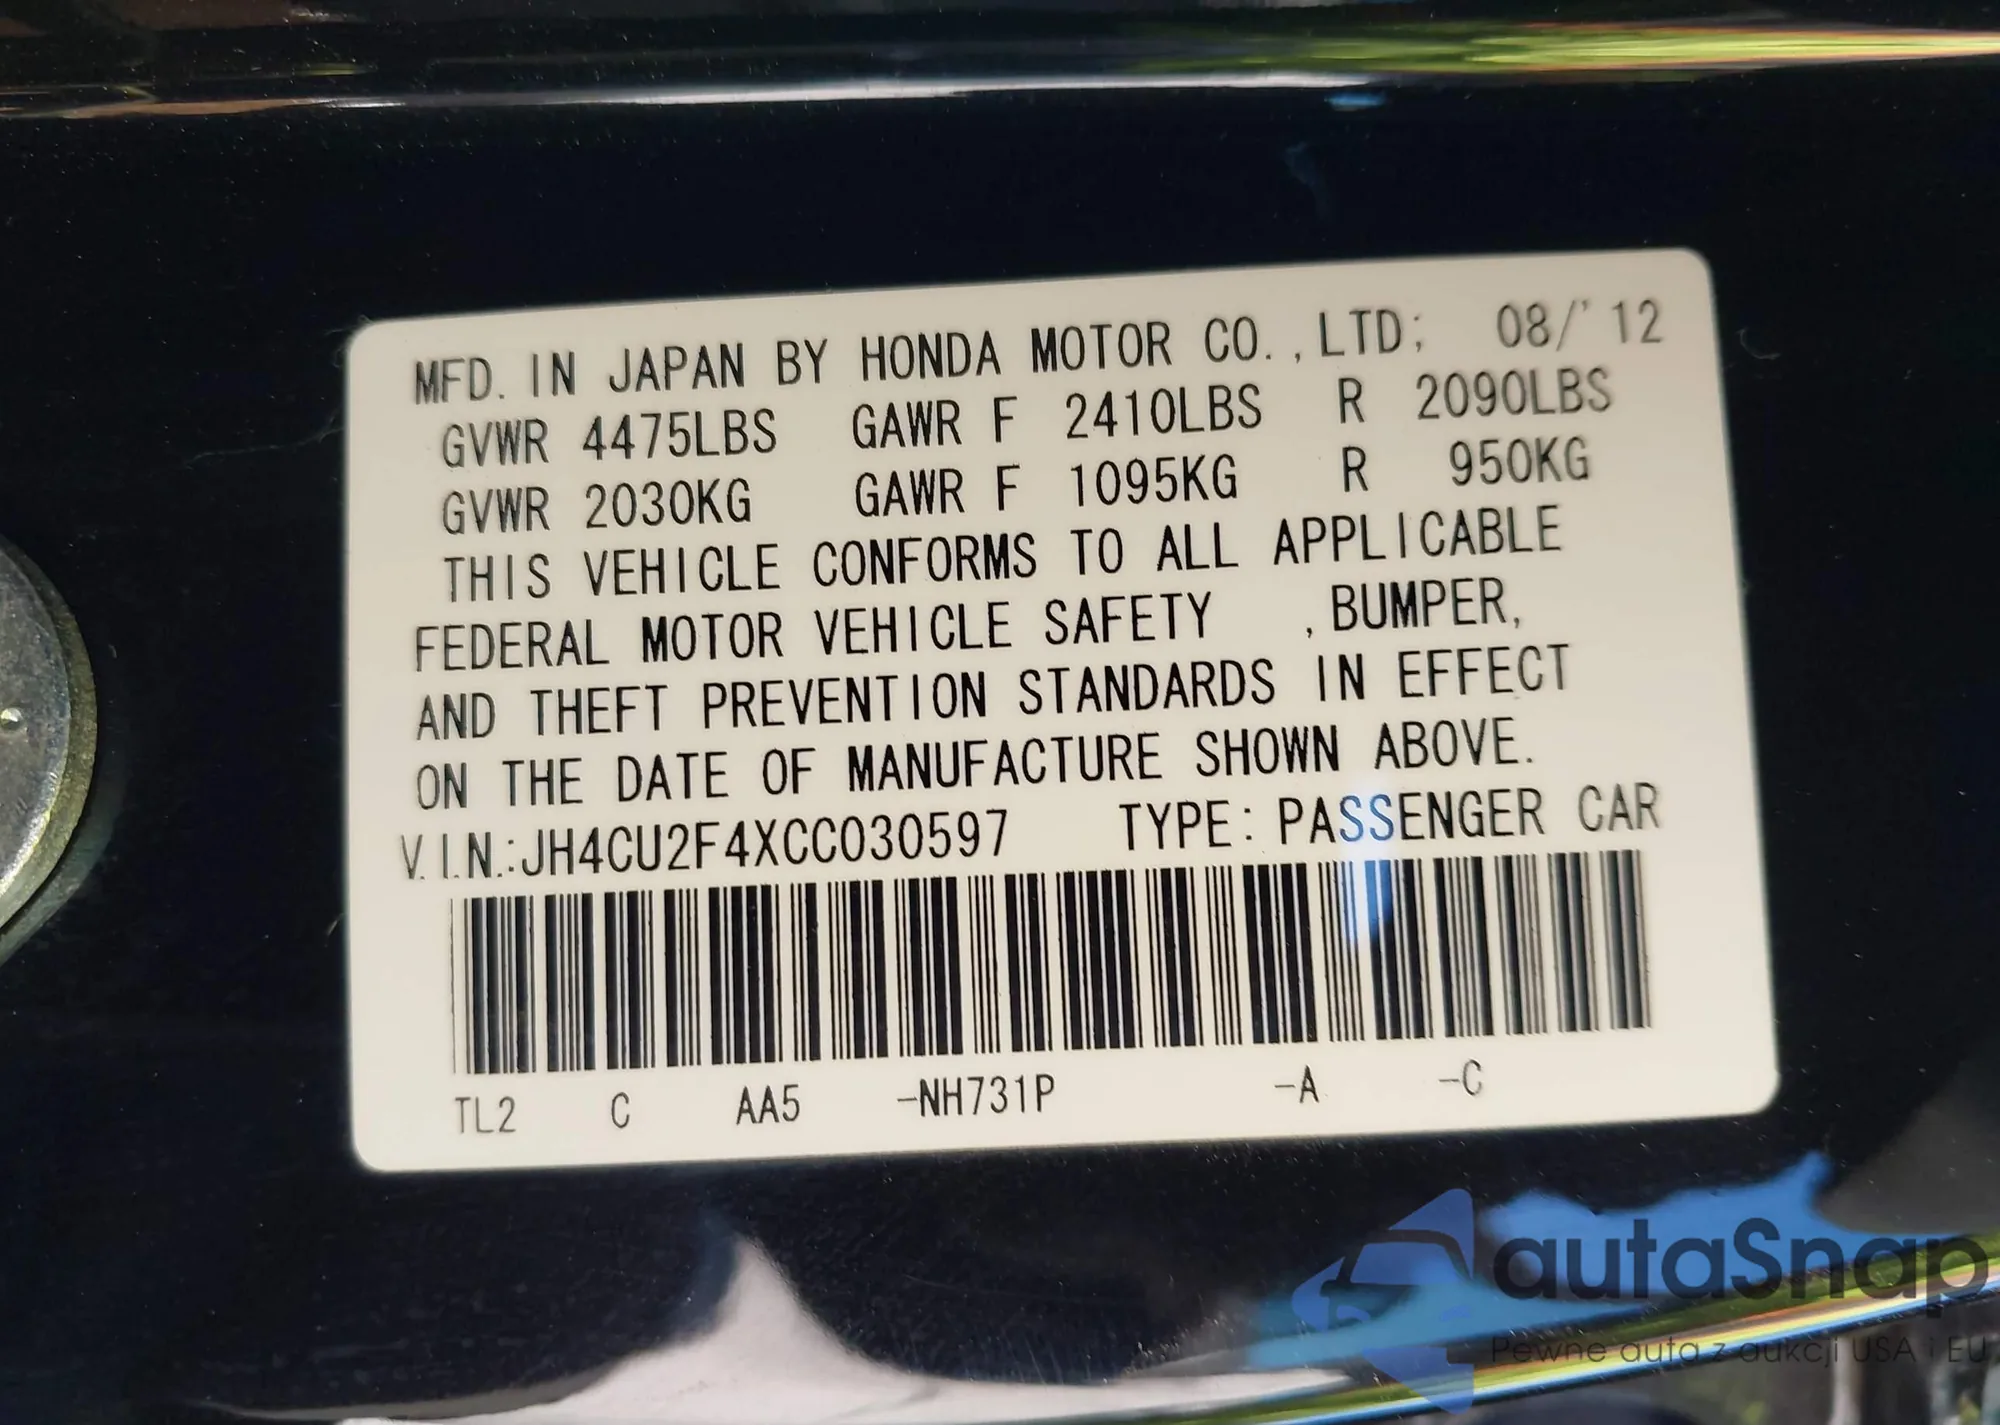 MFD. IN JAPAN BY HONDA MOTOR CO., LTD; 08/'12
GVWR 4475LBS GAWR F 2410LBS R 2090LBS
GVWR 2030KG GAWR F 1095KG R 950KG
THIS VEHICLE CONFORMS TO ALL APPLICABLE
FEDERAL MOTOR VEHICLE SAFETY , BUMPER,
AND THEFT PREVENTION STANDARDS IN EFFECT
ON THE DATE OF MANUFACTURE SHOWN ABOVE.
V.I.N.:JH4CU2F4XCC030597 TYPE: PASSENGER CAR
TL2 C AA5 -NH731P -A -C
autaSnap
Pewne auta z aukcji USA i EU